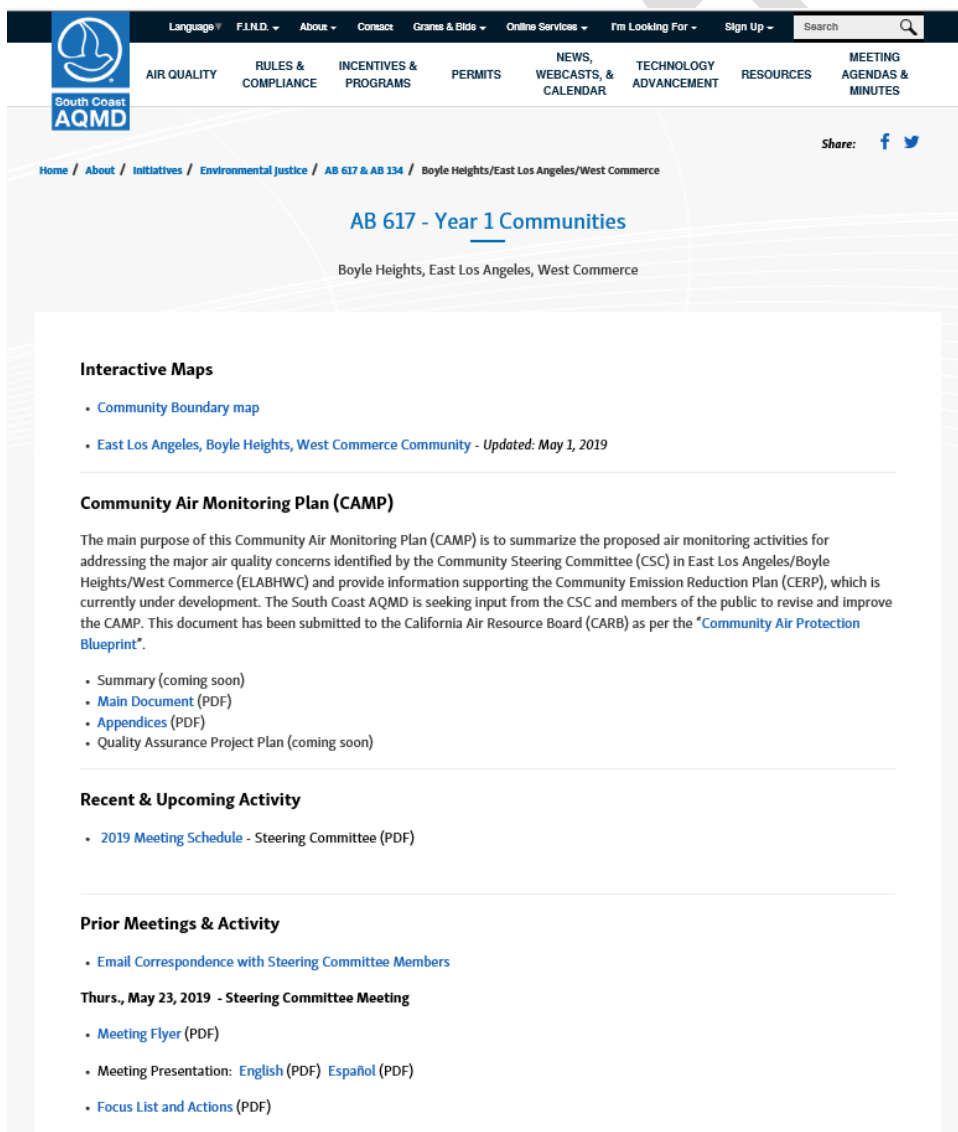 Language F.I.N.D. About Contact Grants & Bids Online Services I'm Looking For Sign Up Search
AIR QUALITY RULES & COMPLIANCE INCENTIVES & PROGRAMS PERMITS NEWS, WEBCASTS, & CALENDAR TECHNOLOGY ADVANCEMENT RESOURCES MEETING AGENDAS & MINUTES
South Coast
AQMD
Share:
Home / About / Initiatives / Environmental Justice / AB 617 & AB 134 / Boyle Heights/East Los Angeles/West Commerce
AB 617 - Year 1 Communities
Boyle Heights, East Los Angeles, West Commerce
Interactive Maps
• Community Boundary map
• East Los Angeles, Boyle Heights, West Commerce Community - Updated: May 1, 2019
Community Air Monitoring Plan (CAMP)
The main purpose of this Community Air Monitoring Plan (CAMP) is to summarize the proposed air monitoring activities for
addressing the major air quality concerns identified by the Community Steering Committee (CSC) in East Los Angeles/Boyle
Heights/West Commerce (ELABHWC) and provide information supporting the Community Emission Reduction Plan (CERP), which is
currently under development. The South Coast AQMD is seeking input from the CSC and members of the public to revise and improve
the CAMP. This document has been submitted to the California Air Resource Board (CARB) as per the "Community Air Protection
Blueprint".
• Summary (coming soon)
• Main Document (PDF)
• Appendices (PDF)
• Quality Assurance Project Plan (coming soon)
Recent & Upcoming Activity
• 2019 Meeting Schedule - Steering Committee (PDF)
Prior Meetings & Activity
• Email Correspondence with Steering Committee Members
Thurs., May 23, 2019 - Steering Committee Meeting
• Meeting Flyer (PDF)
• Meeting Presentation: English (PDF) Español (PDF)
• Focus List and Actions (PDF)